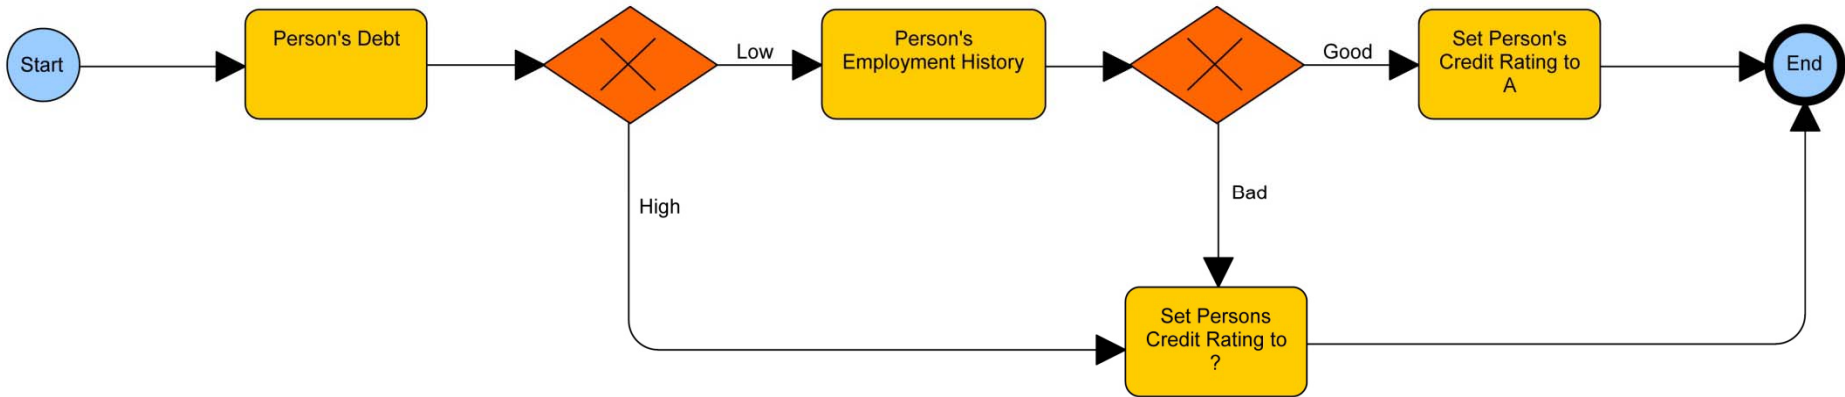 Start
Person's Debt
Low
Person's
Employment History
Good
Set Person's
Credit Rating to
A
End
High
Bad
Set Persons
Credit Rating to
?